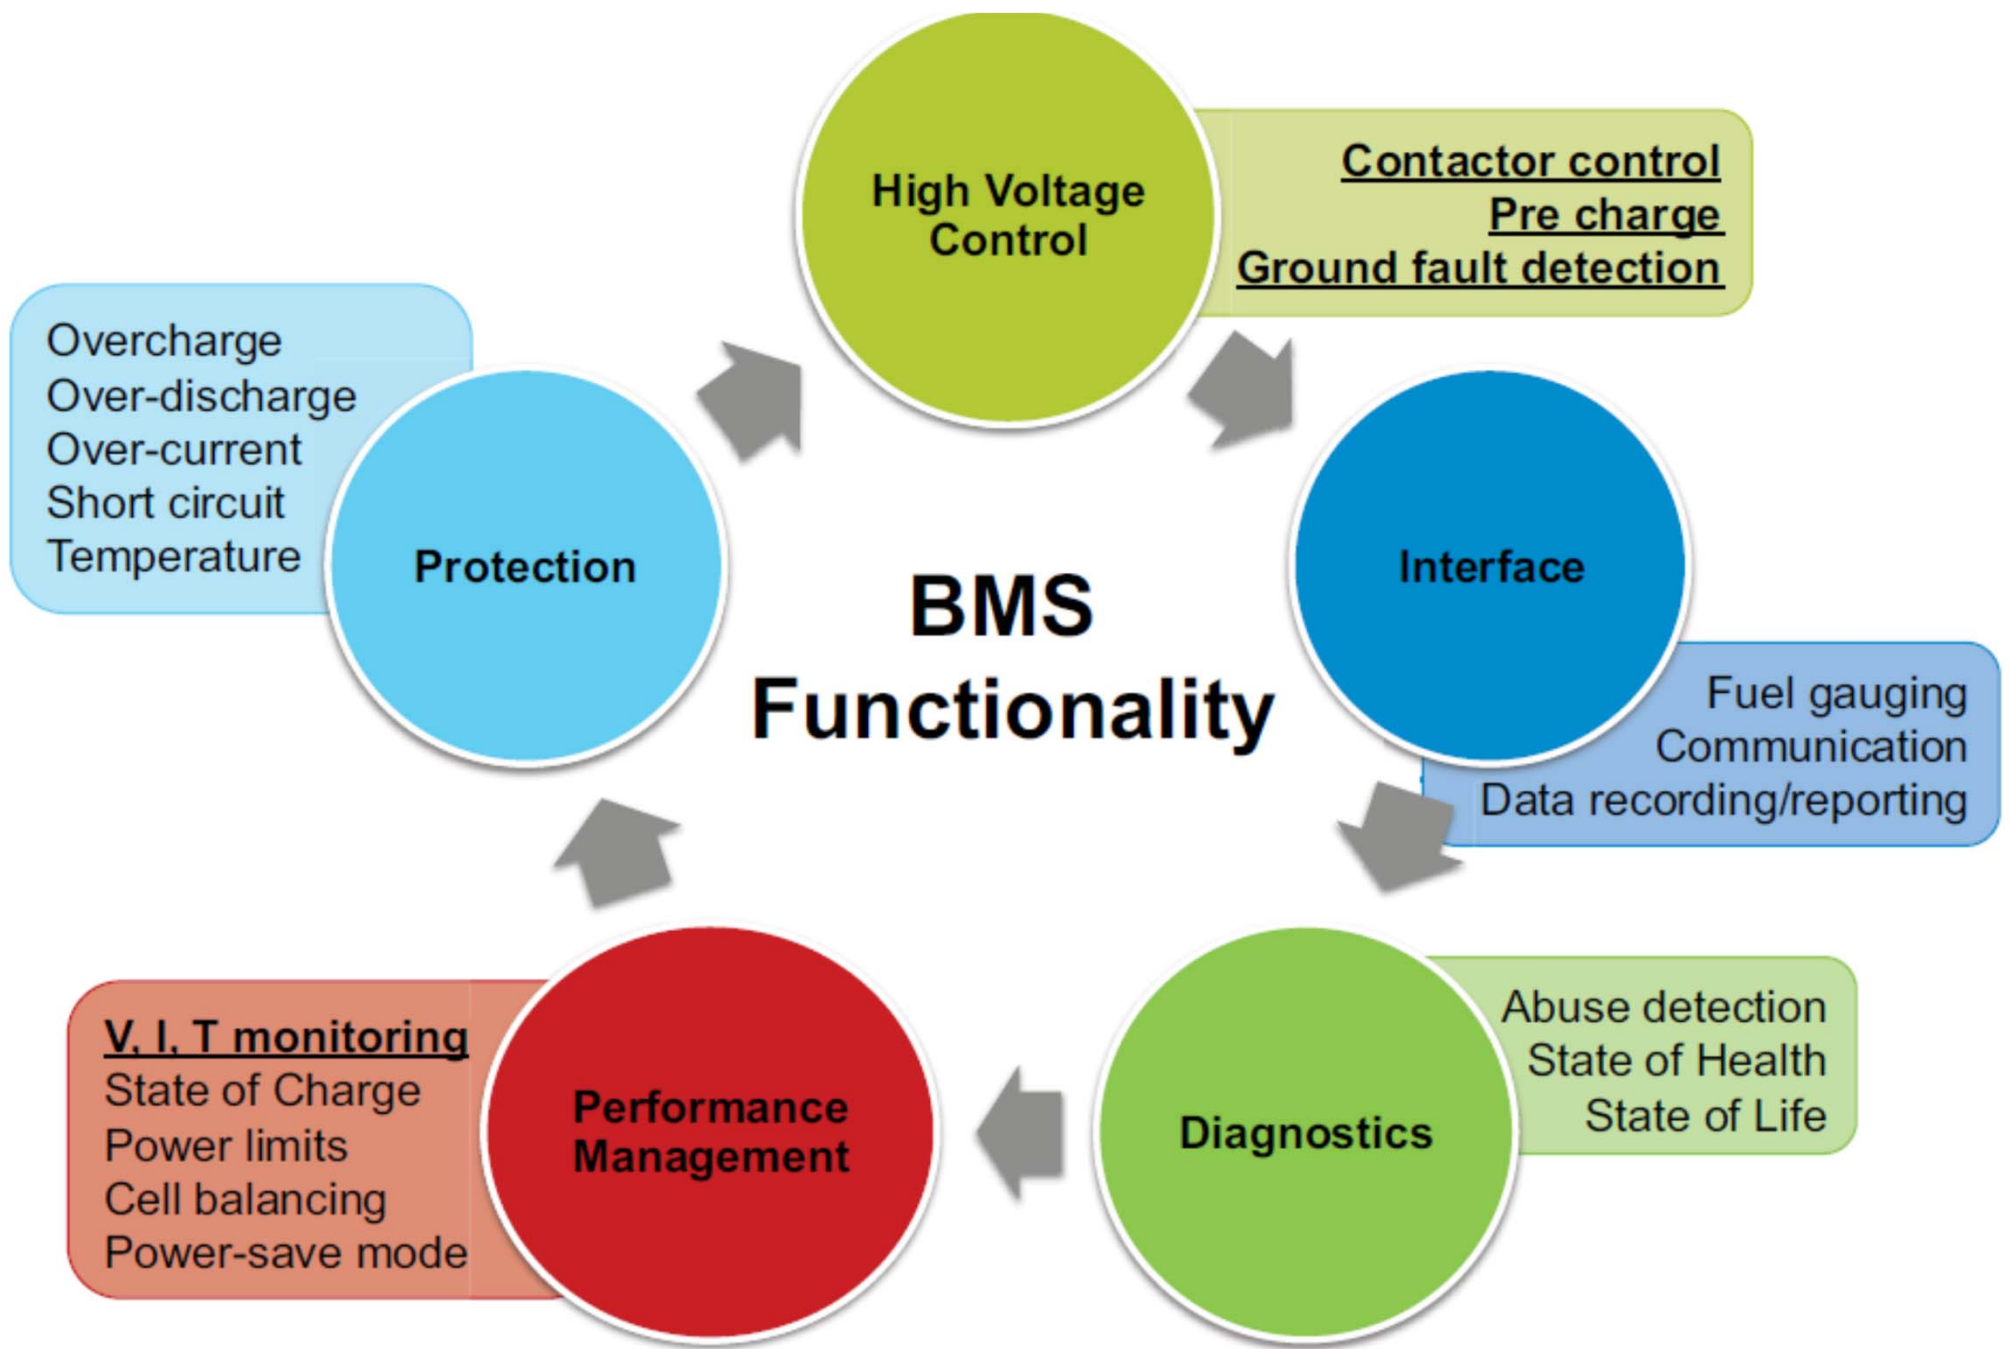 High Voltage
Control
Contactor control
Pre charge
Ground fault detection
Overcharge
Over-discharge
Over-current
Short circuit
Temperature
Protection
BMS
Functionality
Interface
Fuel gauging
Communication
Data recording/reporting
V, I, T monitoring
State of Charge
Power limits
Cell balancing
Power-save mode
Performance
Management
Diagnostics
Abuse detection
State of Health
State of Life